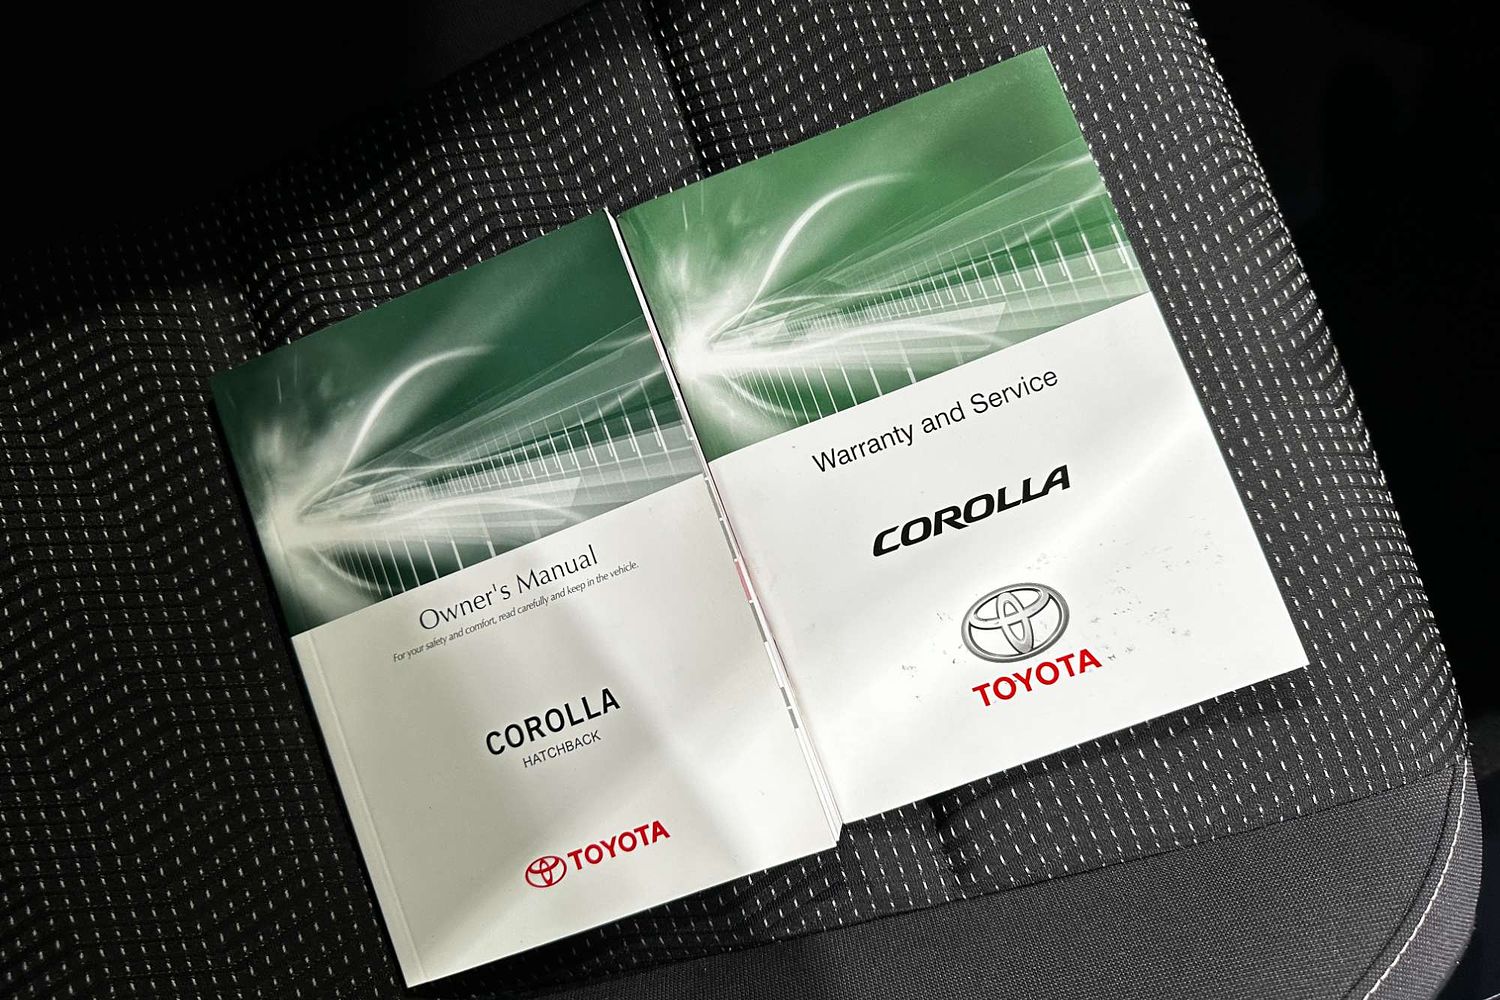 Owner's Manual
For your safety and comfort, read carefully and keep in the vehicle.
COROLLA
HATCHBACK
TOYOTA
Warranty and Service
COROLLA
TOYOTA